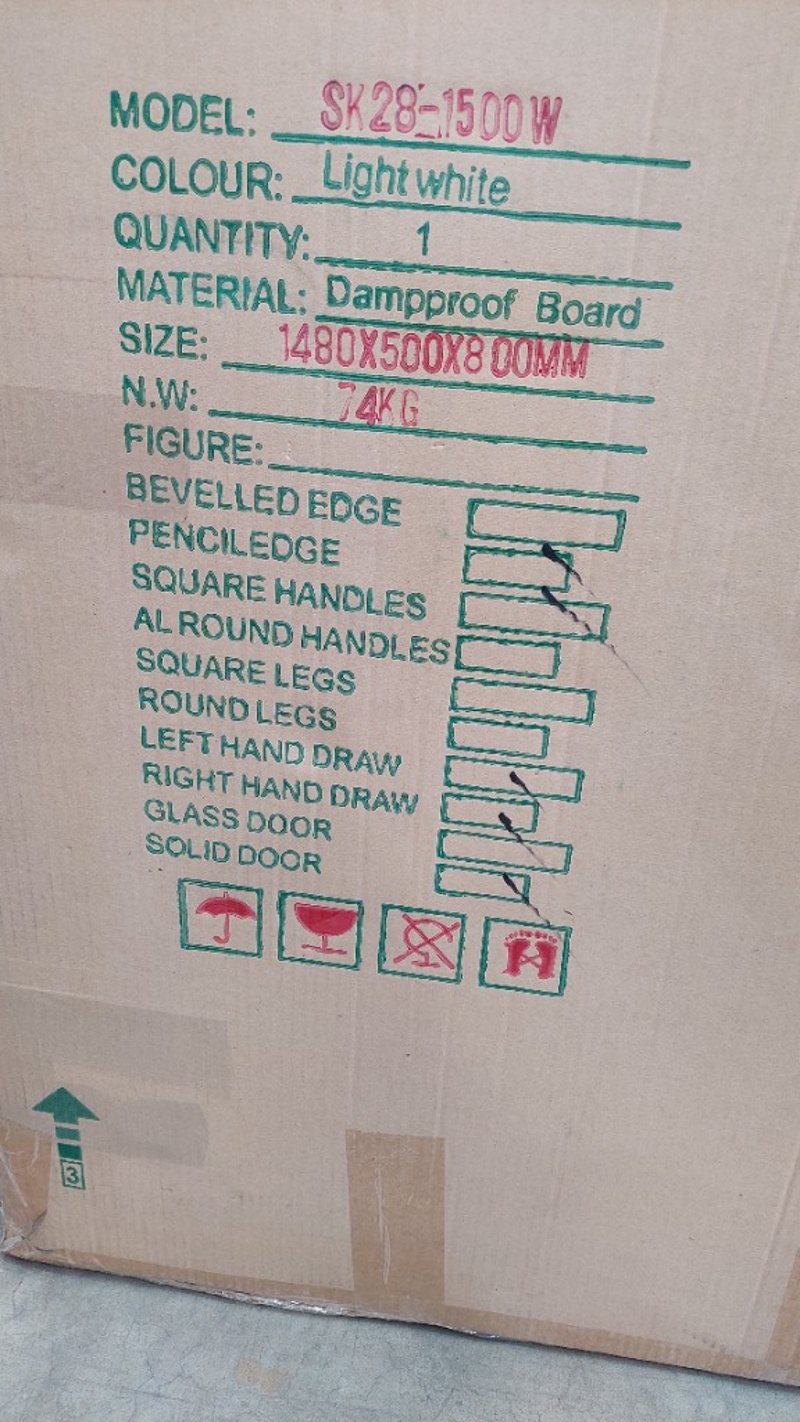 MODEL: SK28-1500W
COLOUR: Light white
QUANTITY: 1
MATERIAL: Dampproof Board
SIZE: 1480X500X800MM
N.W: 74KG
FIGURE:
BEVELLED EDGE
PENCILEDGE
SQUARE HANDLES
AL ROUND HANDLES
SQUARE LEGS
ROUND LEGS
LEFT HAND DRAW
RIGHT HAND DRAW
GLASS DOOR
SOLID DOOR
3